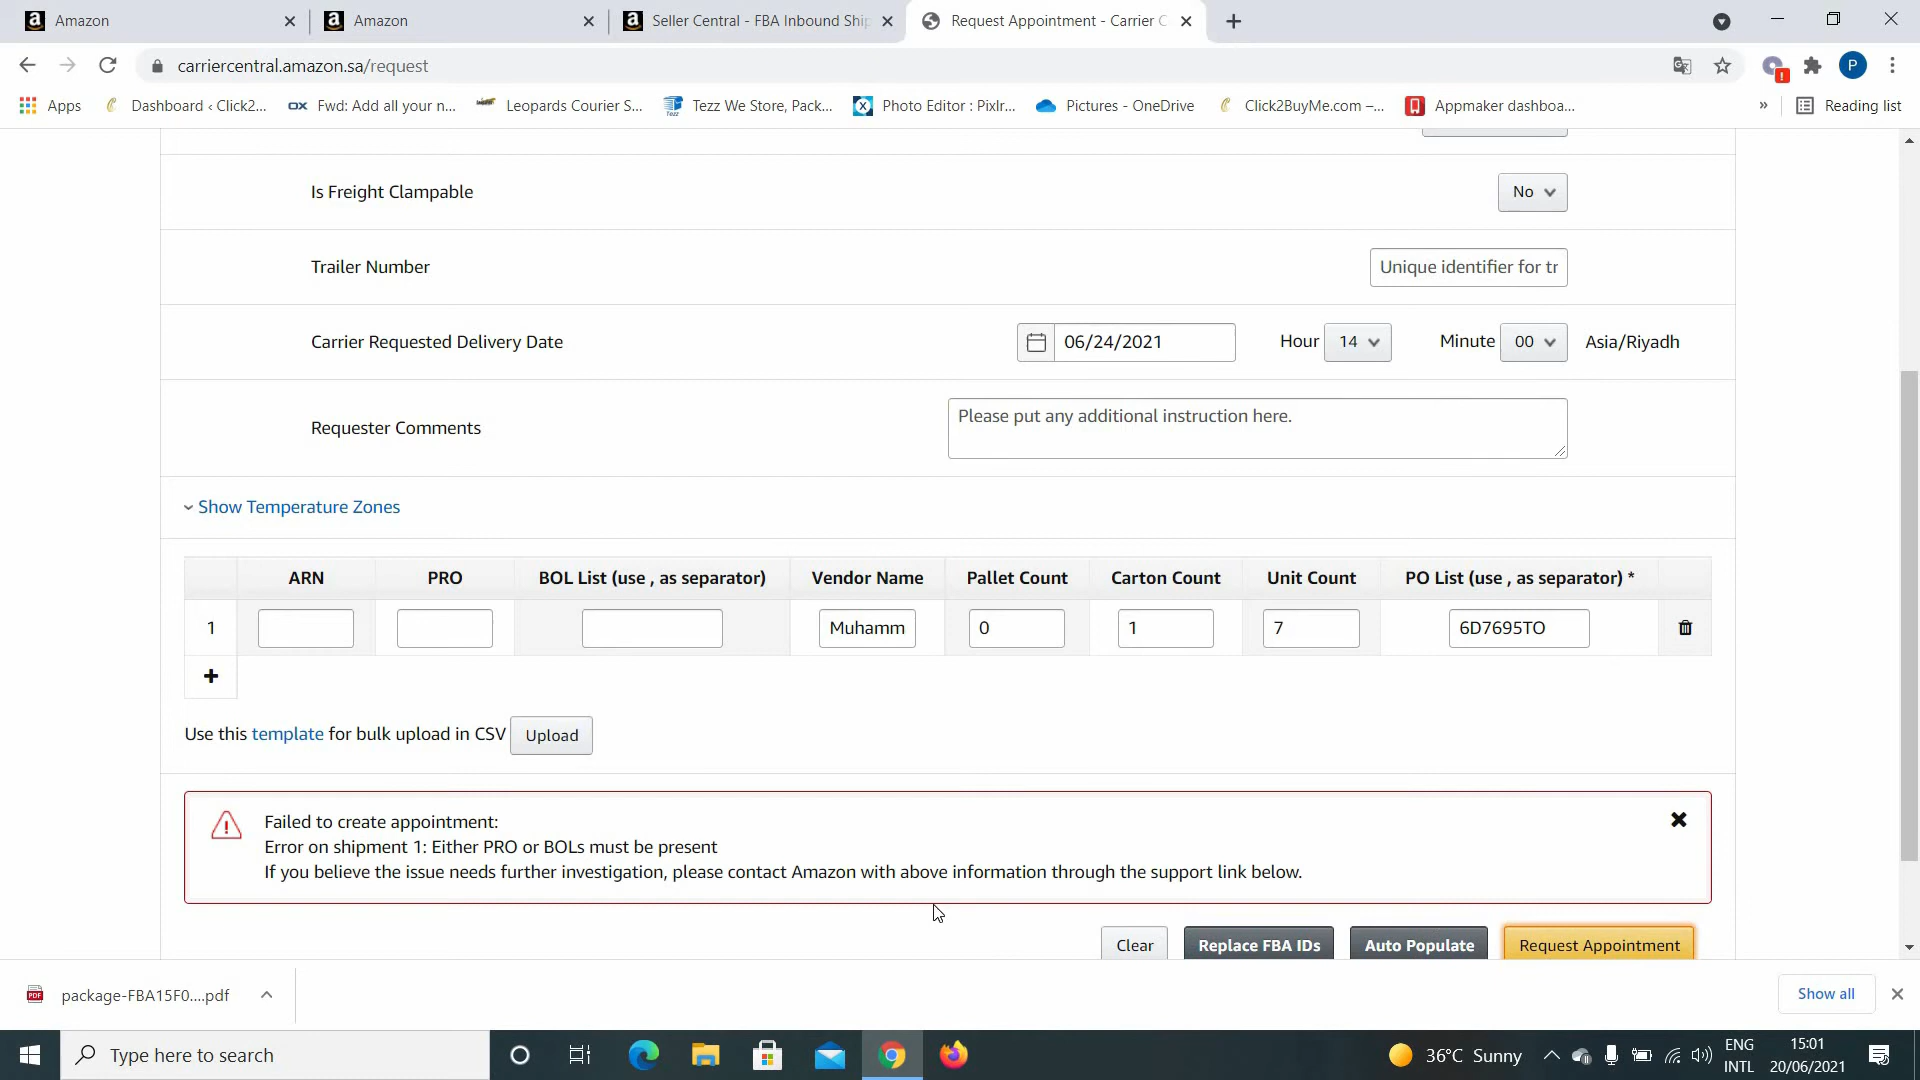 Amazon
Amazon
Seller Central - FBA Inbound Ship
Request Appointment - Carrier C
carriercentral.amazon.sa/request
P
Apps
Dashboard ‹ Click2...
Fwd: Add all your n...
Leopards Courier S...
Tezz We Store, Pack...
Photo Editor : Pixlr...
Pictures - OneDrive
Click2BuyMe.com –...
Appmaker dashboa...
»
Reading list
Is Freight Clampable
No
Trailer Number
Unique identifier for tr
Carrier Requested Delivery Date
06/24/2021
Hour 14
Minute 00
Asia/Riyadh
Requester Comments
Please put any additional instruction here.
Show Temperature Zones
ARN PRO BOL List (use , as separator) Vendor Name Pallet Count Carton Count Unit Count PO List (use , as separator) *
1 Muhamm 0 1 7 6D7695TO
+
Use this template for bulk upload in CSV Upload
Failed to create appointment:
Error on shipment 1: Either PRO or BOLs must be present
If you believe the issue needs further investigation, please contact Amazon with above information through the support link below.
Clear Replace FBA IDs Auto Populate Request Appointment
package-FBA15F0....pdf
Show all
Type here to search
36°C Sunny
ENG
INTL
15:01
20/06/2021